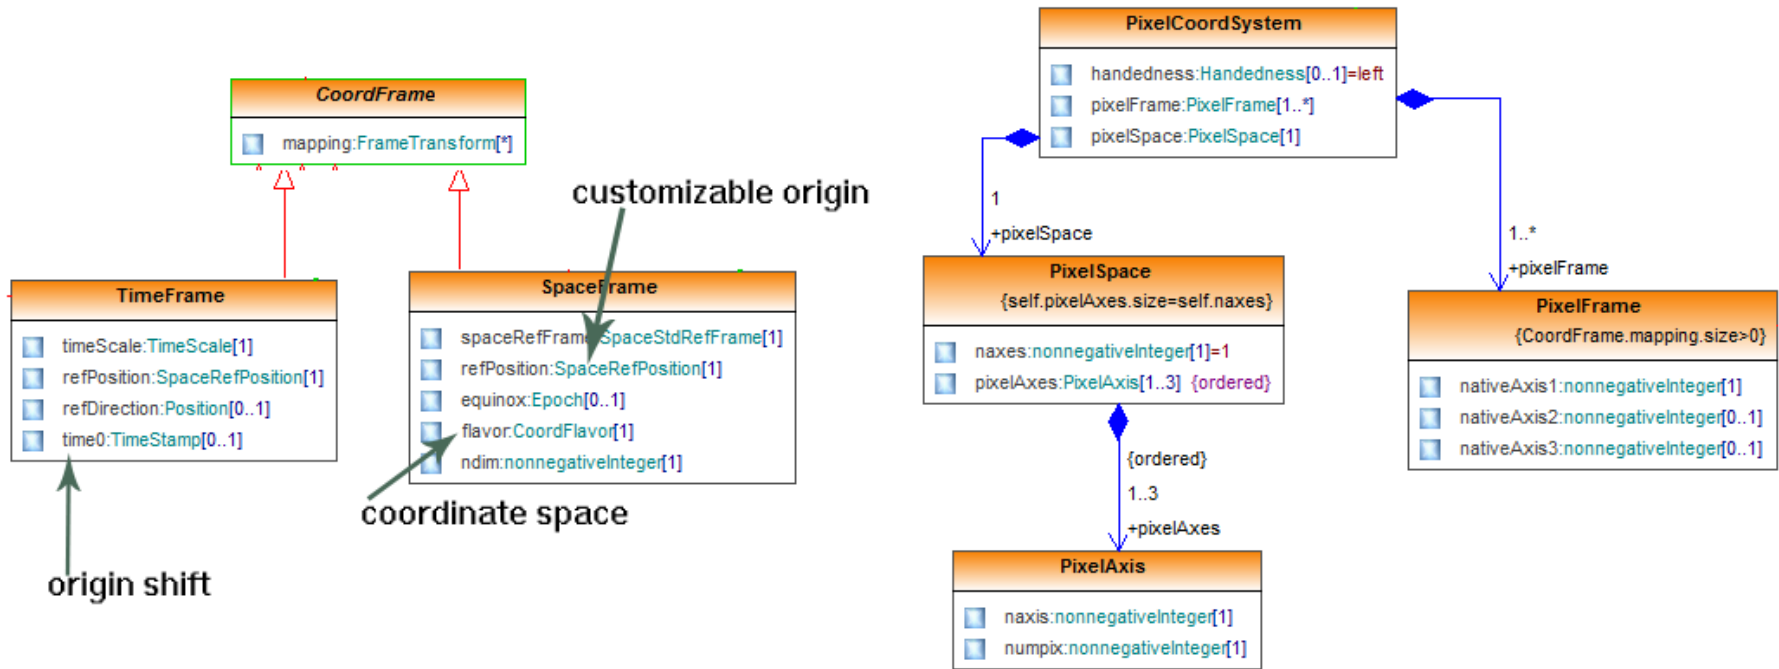 CoordFrame
mapping:FrameTransform[*]
customizable origin
TimeFrame
timeScale:TimeScale[1]
refPosition:SpaceRefPosition[1]
refDirection:Position[0..1]
time0:TimeStamp[0..1]
origin shift
SpaceFrame
spaceRefFrame:SpaceStdRefFrame[1]
refPosition:SpaceRefPosition[1]
equinox:Epoch[0..1]
flavor:CoordFlavor[1]
ndim:nonnegativeInteger[1]
coordinate space
PixelCoordSystem
handedness:Handedness[0..1]=left
pixelFrame:PixelFrame[1..*]
pixelSpace:PixelSpace[1]
1
+pixelSpace
1..*
+pixelFrame
PixelSpace
{self.pixelAxes.size=self.naxes}
naxes:nonnegativeInteger[1]=1
pixelAxes:PixelAxis[1..3] {ordered}
PixelFrame
{CoordFrame.mapping.size>0}
nativeAxis1:nonnegativeInteger[1]
nativeAxis2:nonnegativeInteger[0..1]
nativeAxis3:nonnegativeInteger[0..1]
{ordered}
1..3
+pixelAxes
PixelAxis
naxis:nonnegativeInteger[1]
numpix:nonnegativeInteger[1]